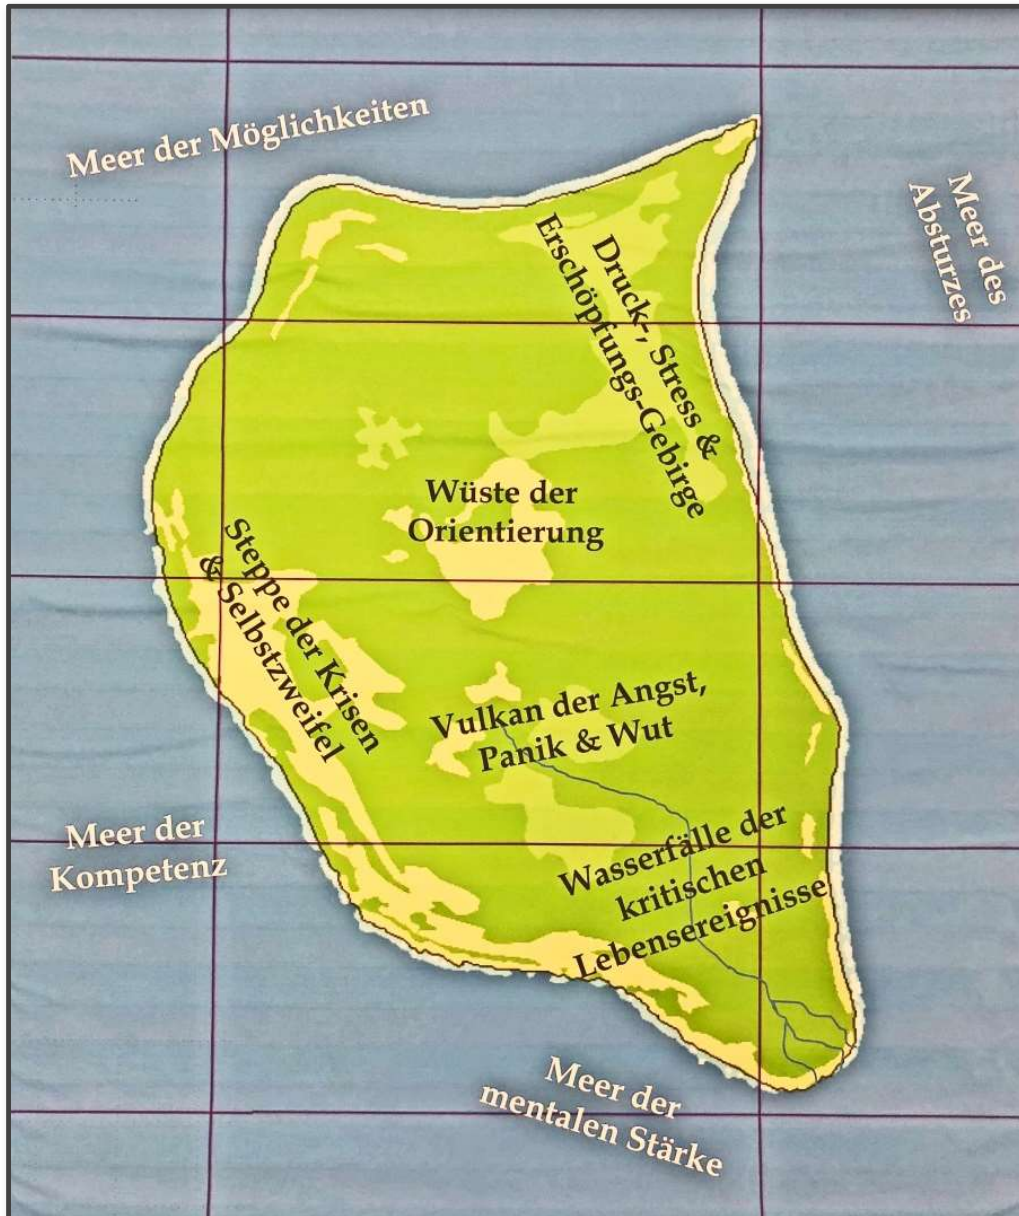 Meer der Möglichkeiten
Meer des
Absturzes
Druck-, Stress &
Erschöpfungs-Gebirge
Wüste der
Orientierung
Steppe der Krisen
& Selbstzweifel
Vulkan der Angst,
Panik & Wut
Meer der
Kompetenz
Wasserfälle der
kritischen
Lebensereignisse
Meer der
mentalen Stärke